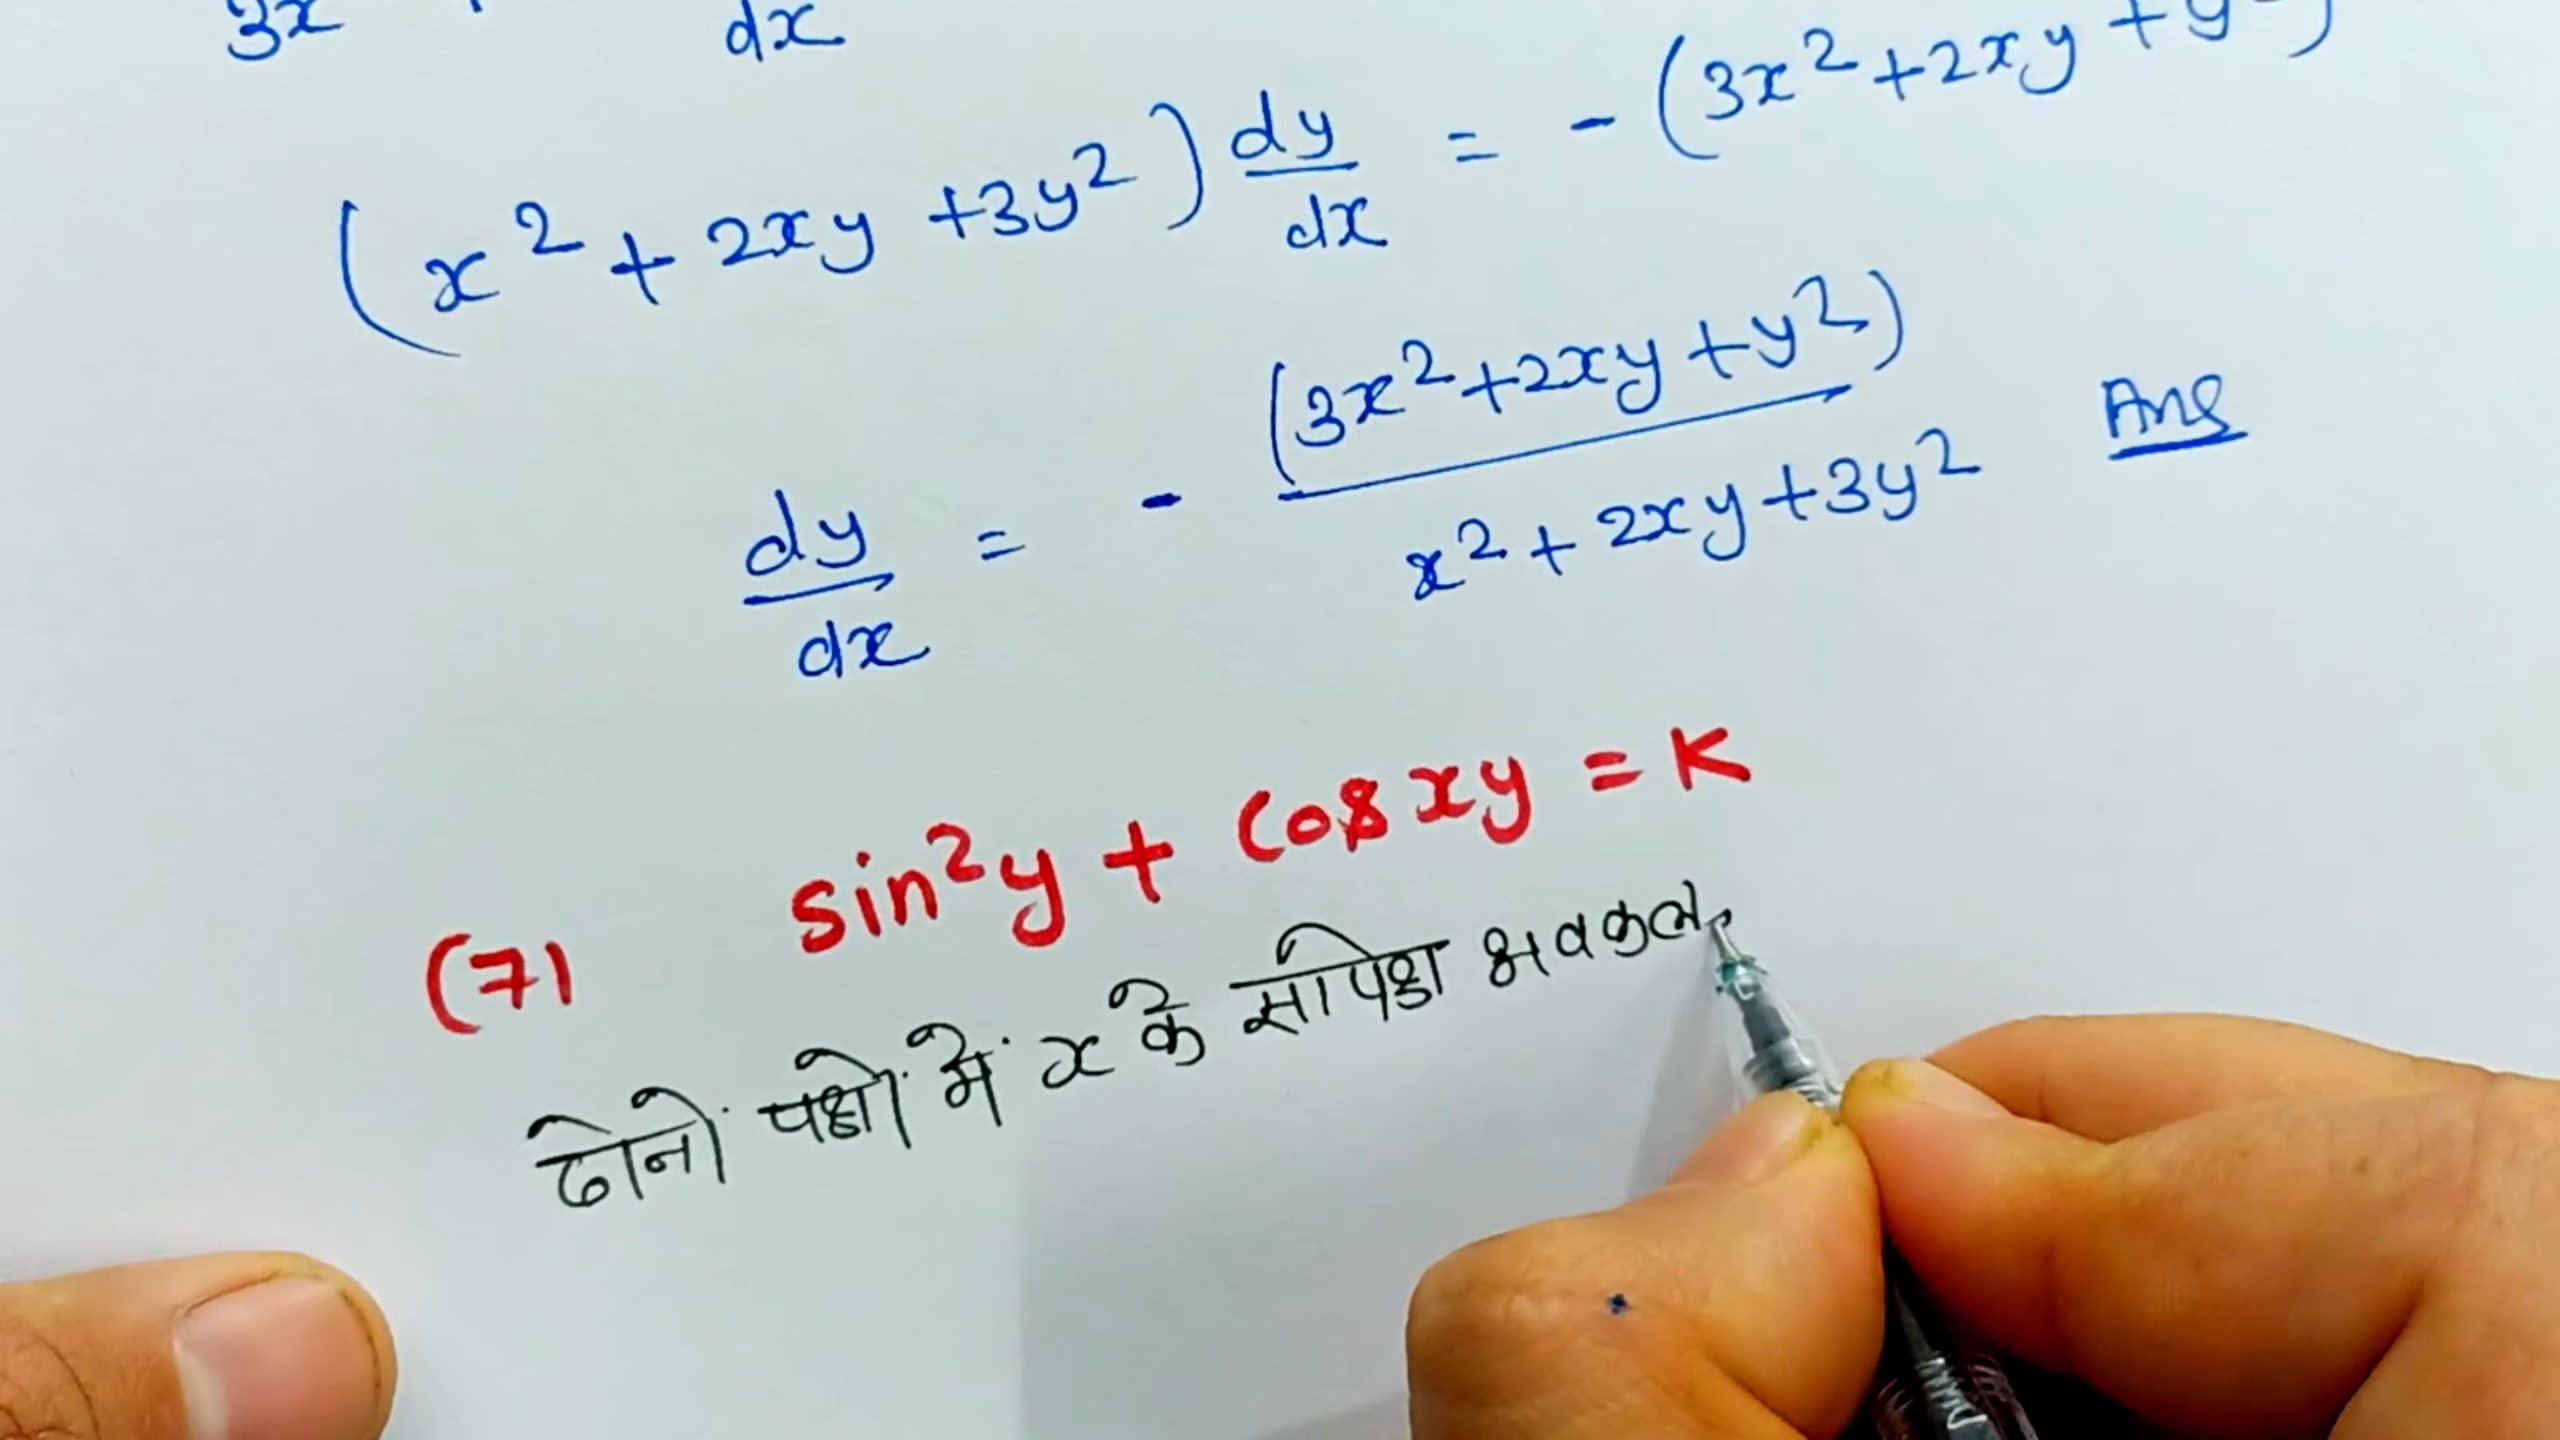 3x dx
(x² + 2xy + 3y²) dy/dx = - (3x² + 2xy + y²)
dy/dx = - (3x² + 2xy + y²)/x² + 2xy + 3y² Ans
(7) sin²y + cos xy = K
दोनों पक्षों में x के सापेक्ष अवकलन